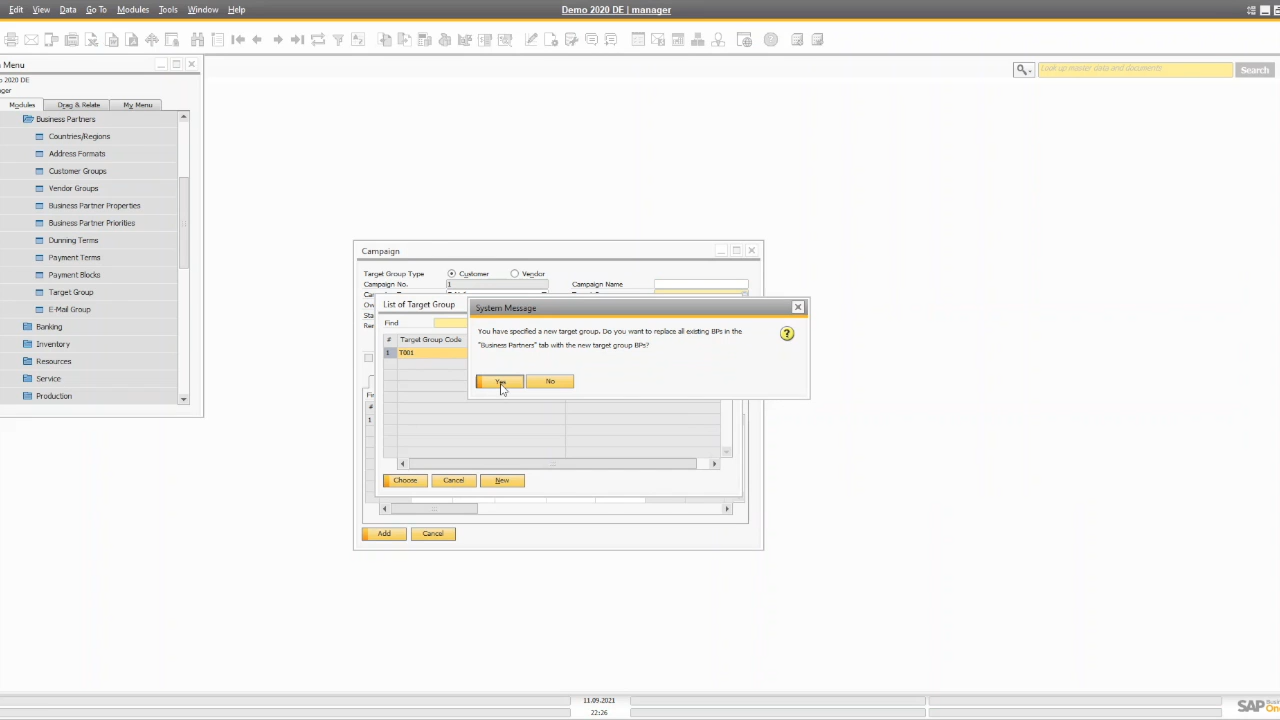 Edit View Data Go To Modules Tools Window Help
Demo 2020 DE | manager
Look up master data and documents
Search
Menu
2020 DE
Modules Drag & Relate My Menu
Business Partners
Countries/Regions
Address Formats
Customer Groups
Vendor Groups
Business Partner Properties
Business Partner Priorities
Dunning Terms
Payment Terms
Payment Blocks
Target Group
E-Mail Group
Banking
Inventory
Resources
Service
Production
Campaign
Target Group Type Customer Vendor
Campaign No. 1 Campaign Name
List of Target Group
Find
# Target Group Code
1 T001
System Message
You have specified a new target group. Do you want to replace all existing BPs in the
"Business Partners" tab with the new target group BPs?
Yes No
#
1
Choose Cancel New
Add Cancel
11.09.2021
22:26
SAP